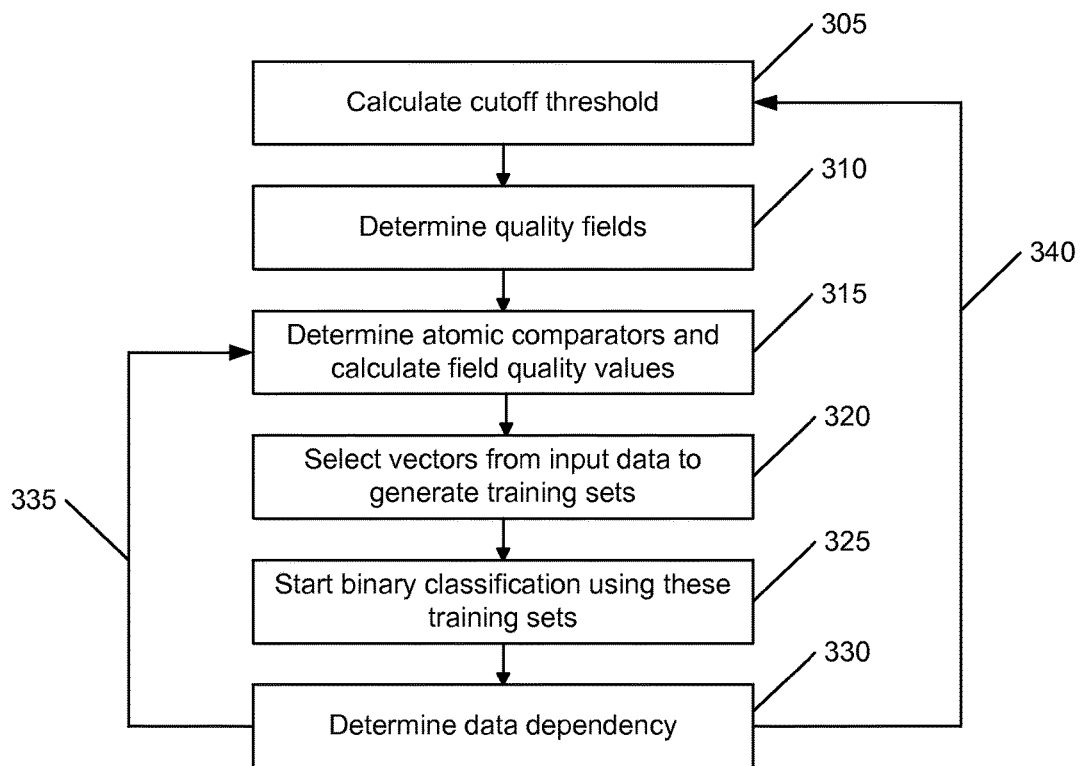 305
Calculate cutoff threshold
310
Determine quality fields
340
315
Determine atomic comparators and
calculate field quality values
320
Select vectors from input data to
generate training sets
335
325
Start binary classification using these
training sets
330
Determine data dependency